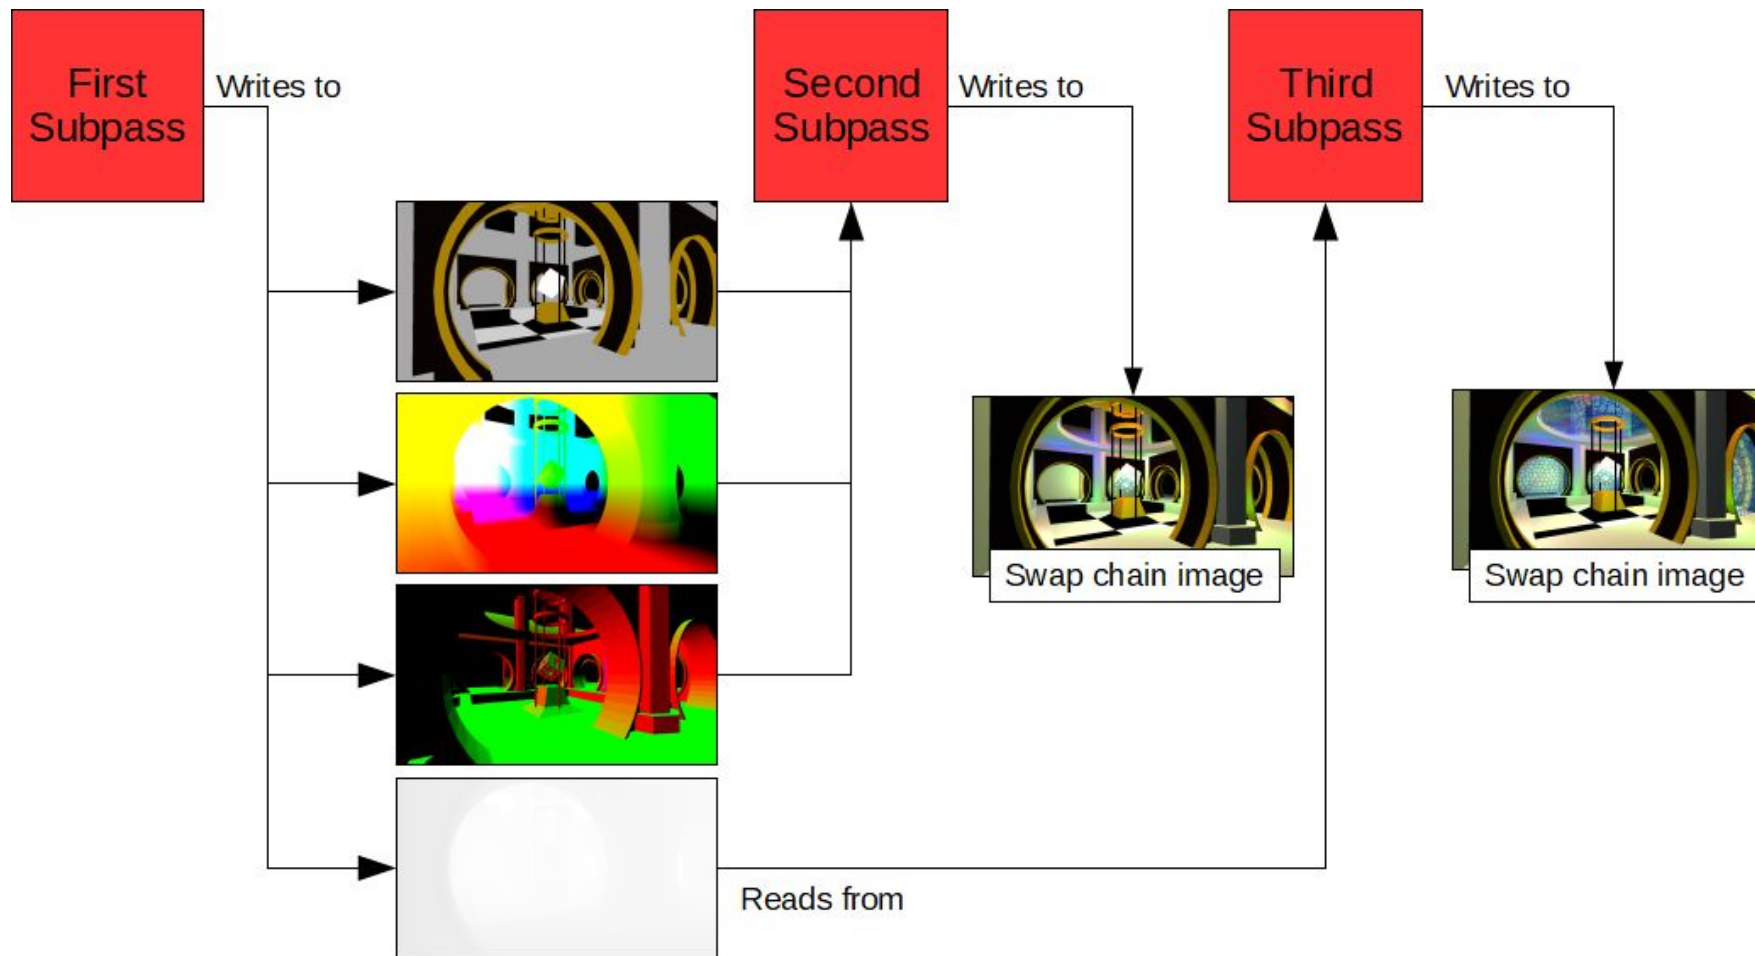 First
Subpass
Writes to
Second
Subpass
Writes to
Third
Subpass
Writes to
Swap chain image
Swap chain image
Reads from